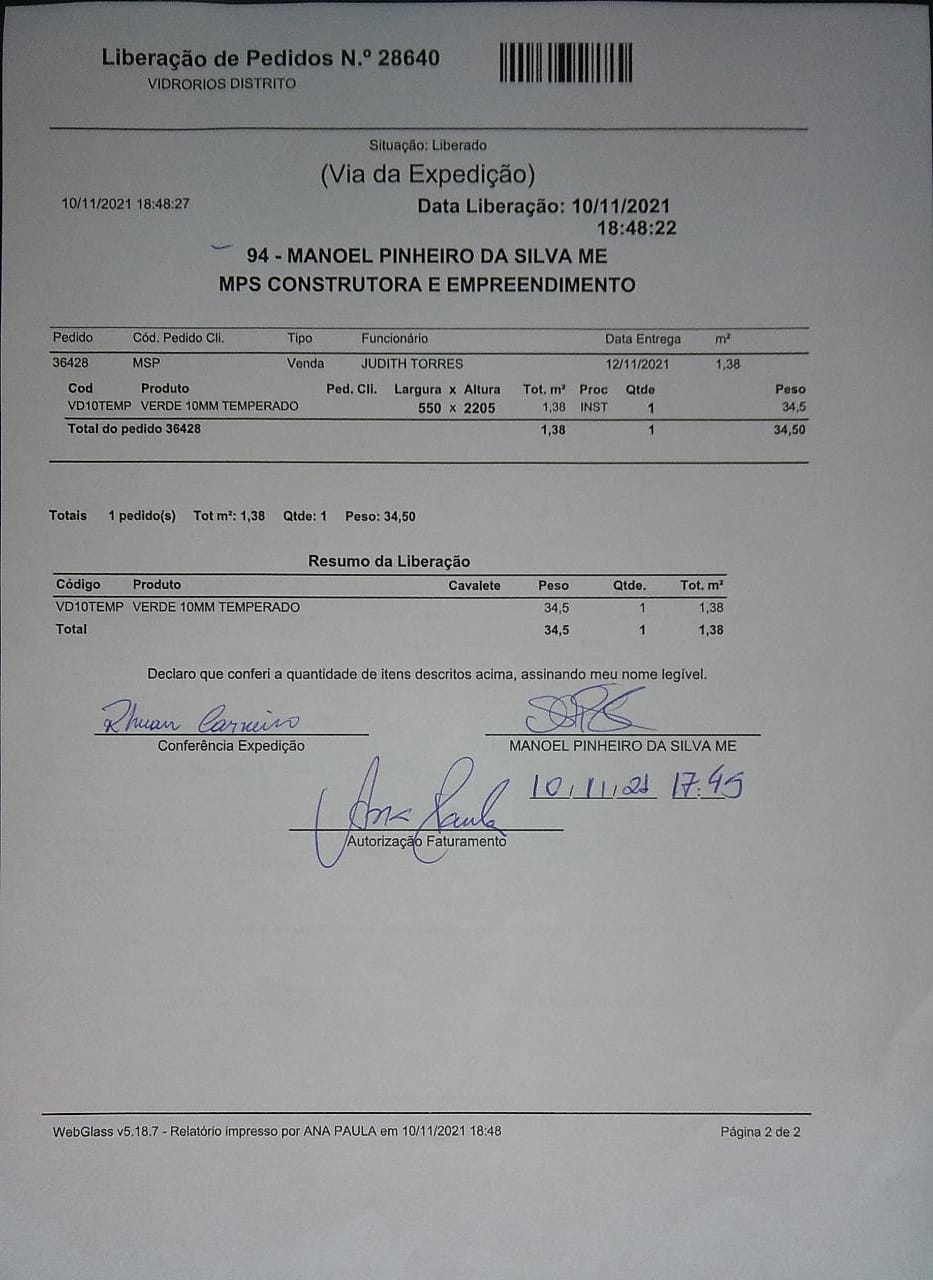 Liberação de Pedidos N.º 28640
VIDRORIOS DISTRITO
Situação: Liberado
(Via da Expedição)
10/11/2021 18:48:27
Data Liberação: 10/11/2021
18:48:22
94 - MANOEL PINHEIRO DA SILVA ME
MPS CONSTRUTORA E EMPREENDIMENTO
Pedido Cód. Pedido Cli. Tipo Funcionário Data Entrega m²
36428 MSP Venda JUDITH TORRES 12/11/2021 1,38
Cod Produto Ped. Cli. Largura x Altura Tot. m² Proc Qtde Peso
VD10TEMP VERDE 10MM TEMPERADO 550 x 2205 1,38 INST 1 34,5
Total do pedido 36428 1,38 1 34,50
Totais 1 pedido(s) Tot m²: 1,38 Qtde: 1 Peso: 34,50
Resumo da Liberação
Código Produto Cavalete Peso Qtde. Tot. m²
VD10TEMP VERDE 10MM TEMPERADO 34,5 1 1,38
Total 34,5 1 1,38
Declaro que conferi a quantidade de itens descritos acima, assinando meu nome legível.
Rhuan Carneiro
Conferência Expedição MANOEL PINHEIRO DA SILVA ME
10/11/21 17:45
Ana Paula
Autorização Faturamento
WebGlass v5.18.7 - Relatório impresso por ANA PAULA em 10/11/2021 18:48 Página 2 de 2